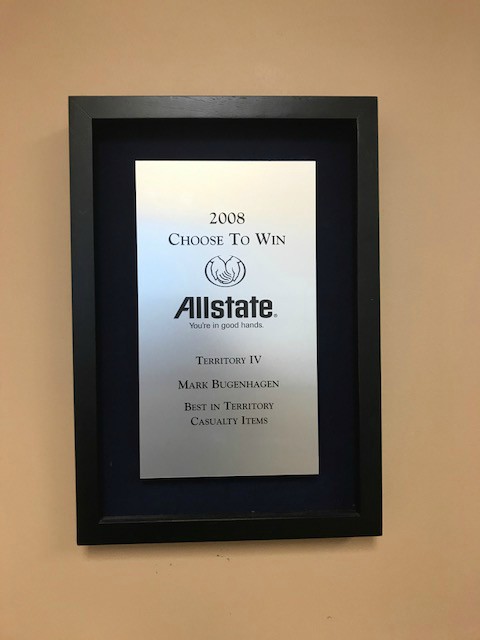 2008
Choose To Win
Allstate®
You're in good hands.
Territory IV
Mark Bugenhagen
Best in Territory
Casualty Items